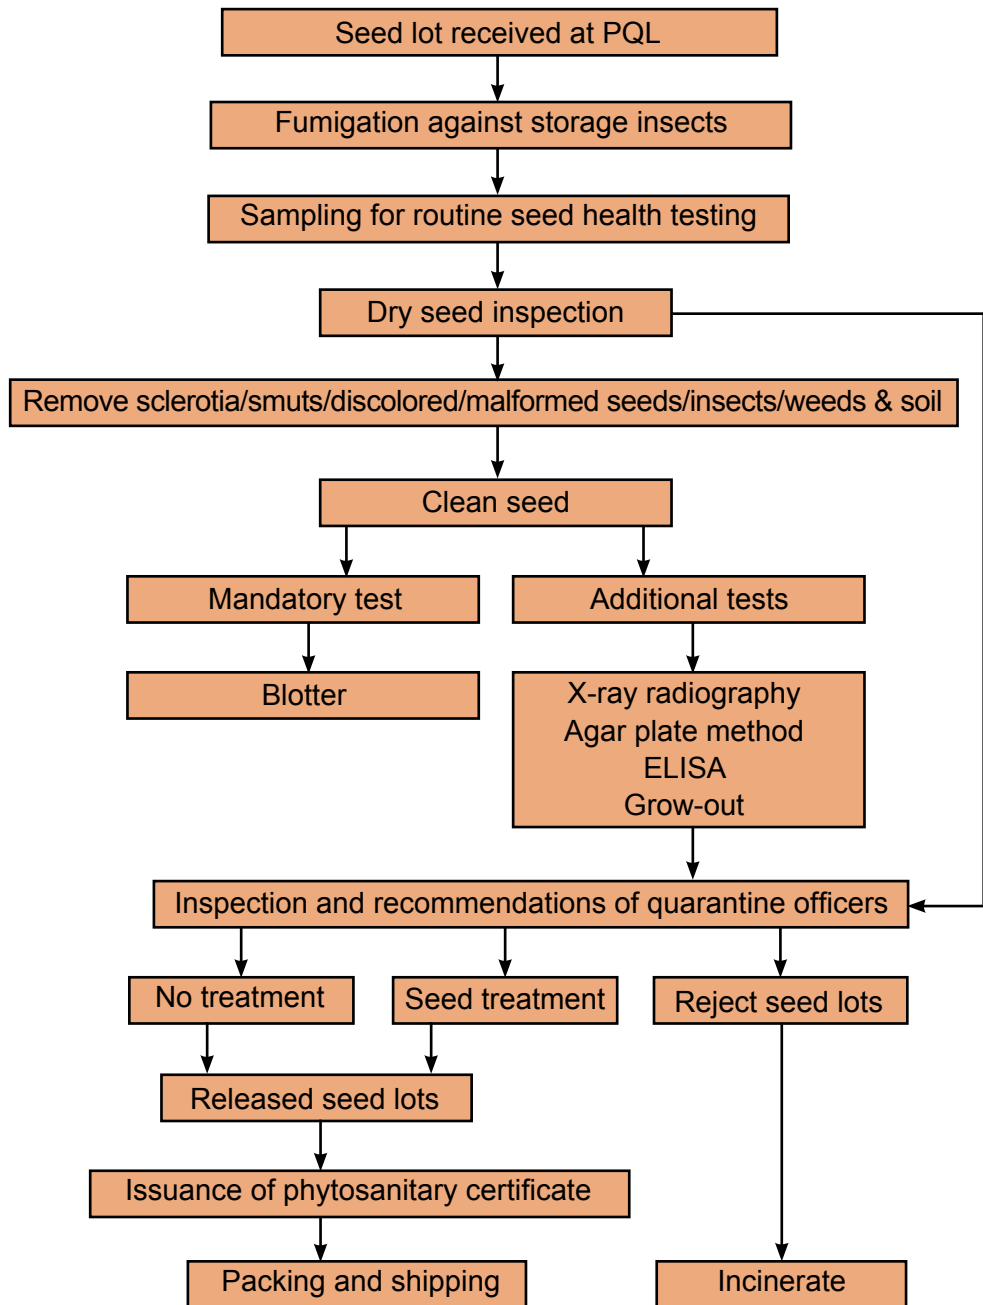 Seed lot received at PQL
Fumigation against storage insects
Sampling for routine seed health testing
Dry seed inspection
Remove sclerotia/smuts/discolored/malformed seeds/insects/weeds & soil
Clean seed
Mandatory test
Additional tests
Blotter
X-ray radiography
Agar plate method
ELISA
Grow-out
Inspection and recommendations of quarantine officers
No treatment
Seed treatment
Reject seed lots
Released seed lots
Issuance of phytosanitary certificate
Packing and shipping
Incinerate